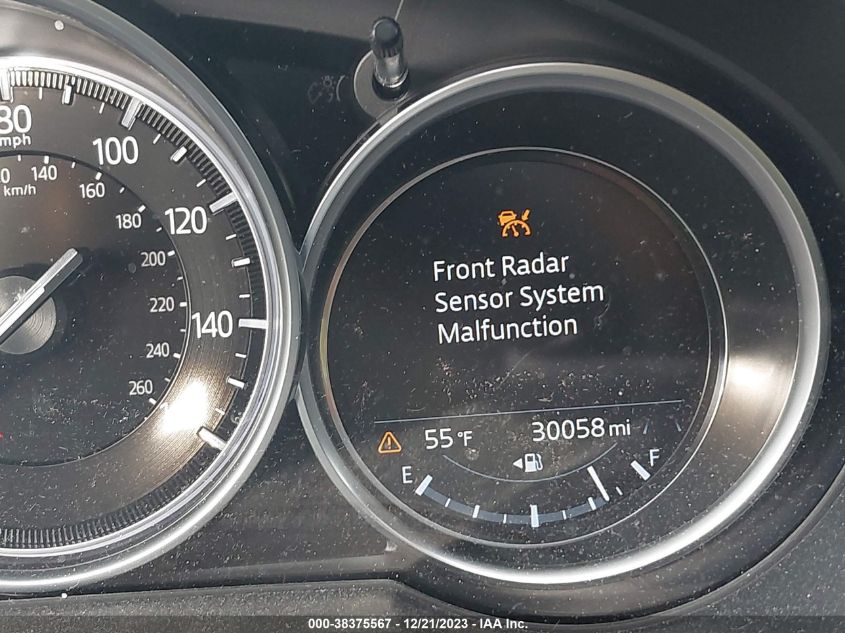 80
mph
100
120
140
km/h
140
160
180
200
220
240
260
Front Radar
Sensor System
Malfunction
55 °F
30058 mi
E
F
000-38375567 - 12/21/2023 - IAA Inc.